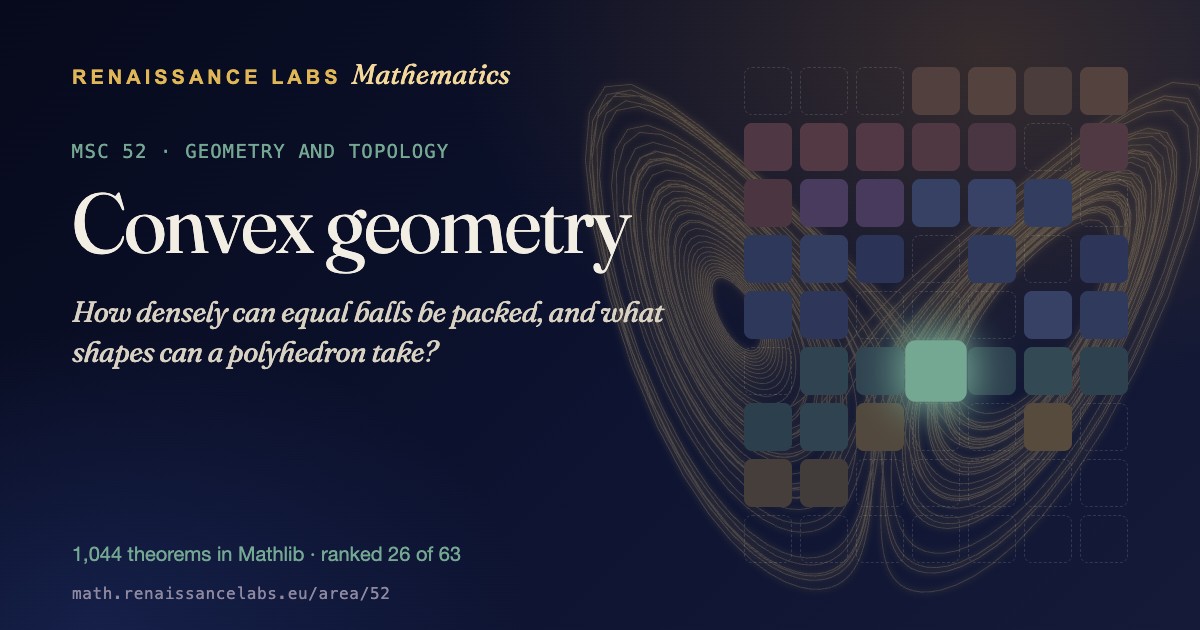 RENAISSANCE LABS Mathematics
MSC 52 · GEOMETRY AND TOPOLOGY
Convex geometry
How densely can equal balls be packed, and what
shapes can a polyhedron take?
1,044 theorems in Mathlib · ranked 26 of 63
math.renaissancelabs.eu/area/52